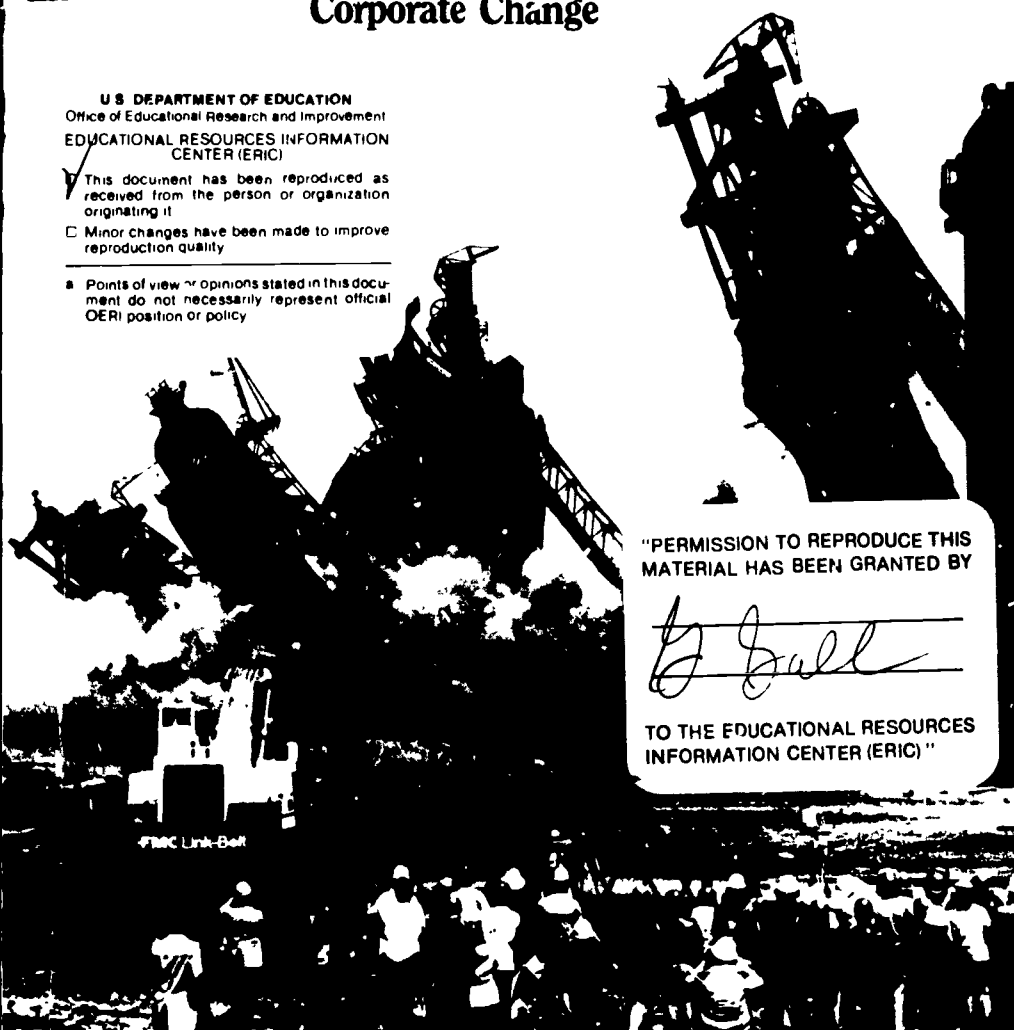 Corporate Change
U S DEPARTMENT OF EDUCATION
Office of Educational Research and Improvement
EDUCATIONAL RESOURCES INFORMATION
CENTER (ERIC)
This document has been reproduced as
received from the person or organization
originating it
Minor changes have been made to improve
reproduction quality
Points of view or opinions stated in this docu-
ment do not necessarily represent official
OERI position or policy
"PERMISSION TO REPRODUCE THIS
MATERIAL HAS BEEN GRANTED BY
TO THE EDUCATIONAL RESOURCES
INFORMATION CENTER (ERIC)"
FMC Link-Belt